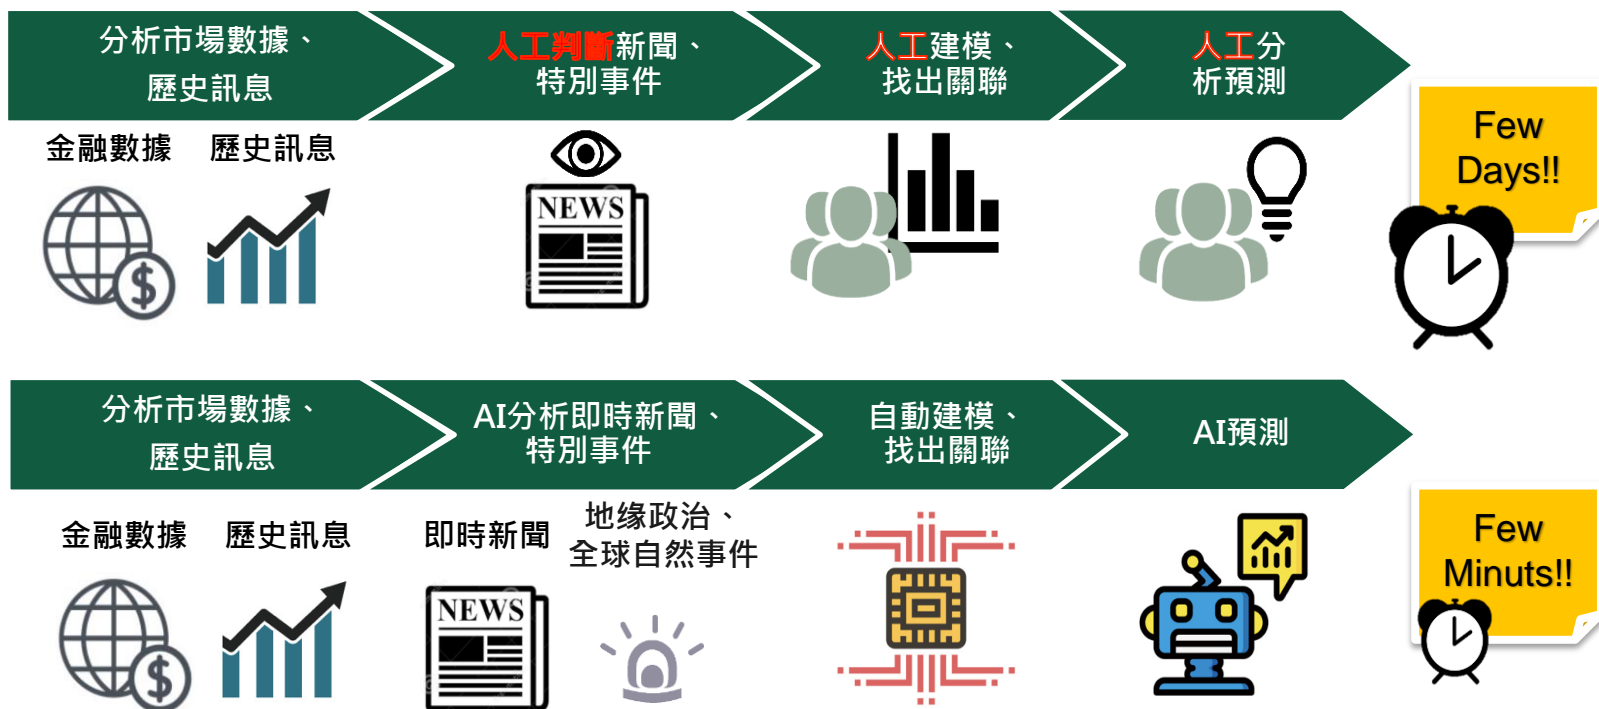 分析市場數據、
歷史訊息
人工判斷新聞、
特別事件
人工建模、
找出關聯
人工分
析預測
金融數據
歷史訊息
NEWS
$
Few
Days!!
分析市場數據、
歷史訊息
AI分析即時新聞、
特別事件
自動建模、
找出關聯
AI預測
金融數據
歷史訊息
即時新聞
地缘政治、
全球自然事件
NEWS
$
Few
Minuts!!